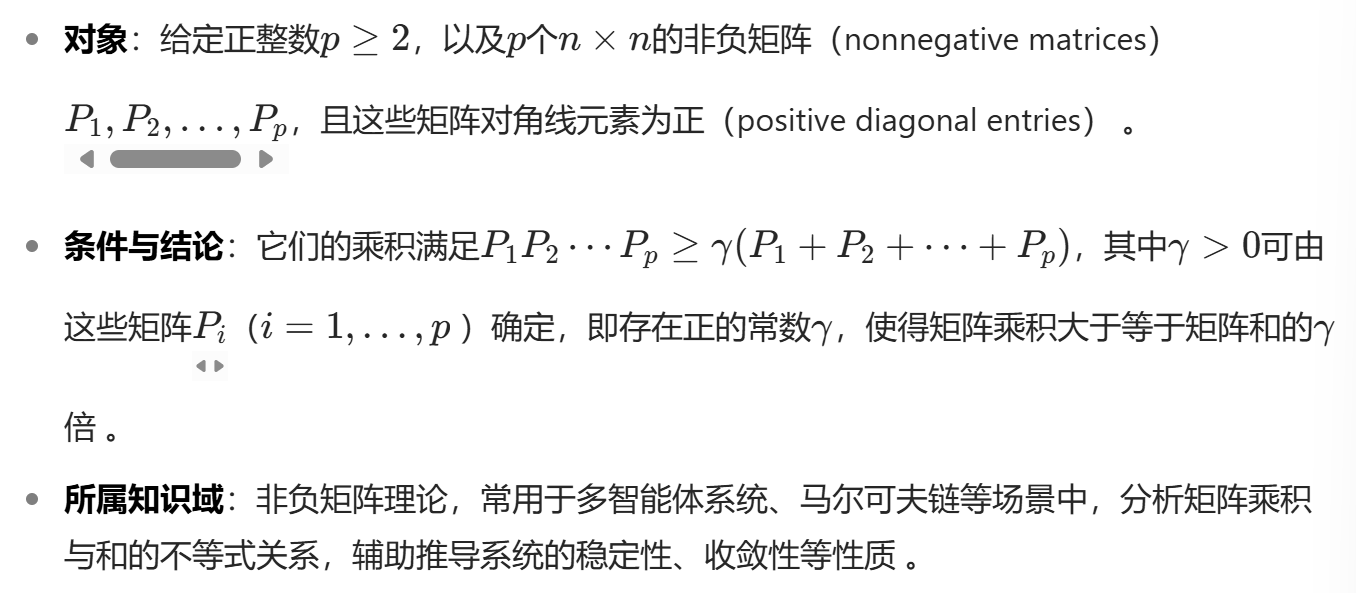 • 对象：给定正整数$p \geq 2$，以及$p$个$n \times n$的非负矩阵（nonnegative matrices）
$P_1, P_2, \ldots, P_p$，且这些矩阵对角线元素为正（positive diagonal entries） 。
• 条件与结论：它们的乘积满足$P_1P_2 \cdots P_p \geq \gamma(P_1 + P_2 + \cdots + P_p)$，其中$\gamma > 0$可由
这些矩阵$P_i$（$i = 1, \ldots, p$ ）确定，即存在正的常数$\gamma$，使得矩阵乘积大于等于矩阵和的$\gamma$
倍 。
• 所属知识域：非负矩阵理论，常用于多智能体系统、马尔可夫链等场景中，分析矩阵乘积
与和的不等式关系，辅助推导系统的稳定性、收敛性等性质 。